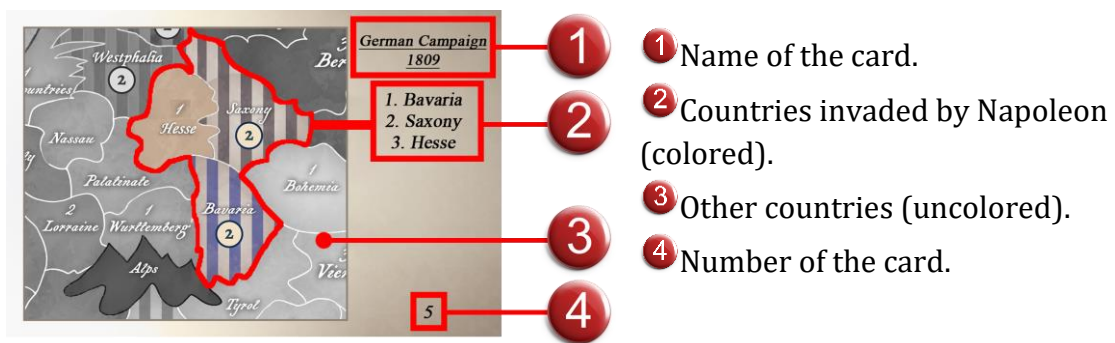 German Campaign
1809
1. Bavaria
2. Saxony
3. Hesse
5
Westphalia
2
Ber
untries
1
Hesse
Saxony
2
Nassau
Palatinate
1
Bohemia
2
Lorraine
1
Wurttemberg
Bavaria
2
Alps
Vien
Tyrol
1
2
3
4
1 Name of the card.
2 Countries invaded by Napoleon
(colored).
3 Other countries (uncolored).
4 Number of the card.